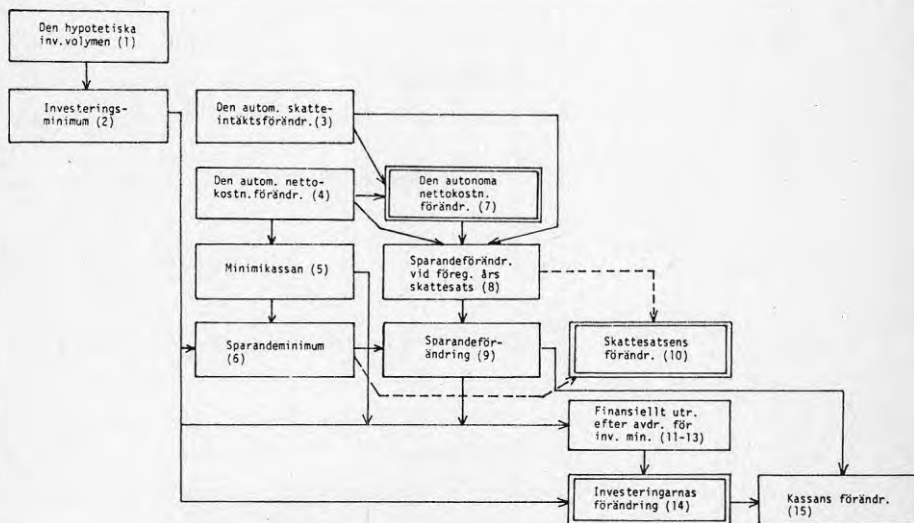 Den hypotetiska
inv.volymen (1)
Investerings-
minimum (2)
Den autom. skatte-
intäktsförändr.(3)
Den autom. netto-
kostn.förändr. (4)
Den autonoma
nettokostn.
förändr. (7)
Minimikassan (5)
Sparandeförändr.
vid föreg. års
skattesats (8)
Sparandeminimum
(6)
Sparandeför-
ändring (9)
Skattesatsens
förändr. (10)
Finansiellt utr.
efter avdr. för
inv. min. (11-13)
Investeringarnas
förändring (14)
Kassans förändr.
(15)